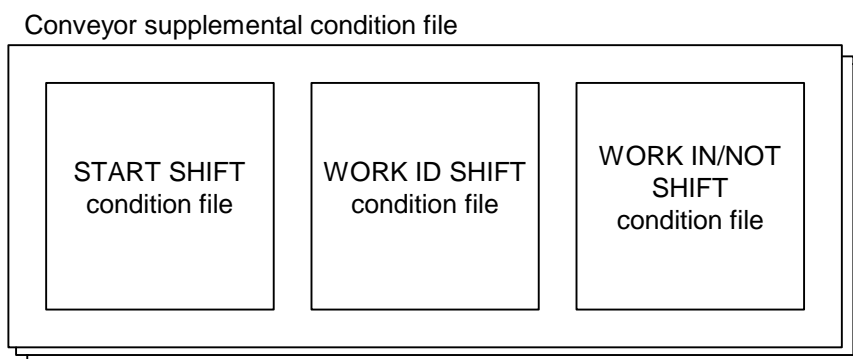 Conveyor supplemental condition file
START SHIFT
condition file
WORK ID SHIFT
condition file
WORK IN/NOT
SHIFT
condition file